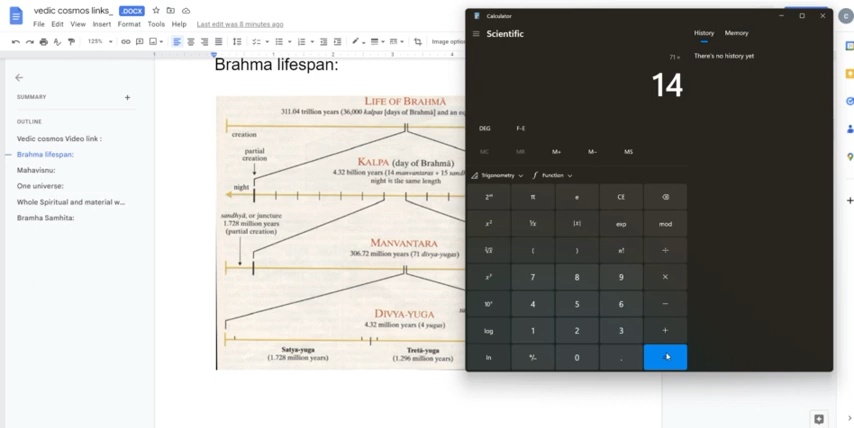 vedic cosmos links_ .DOCX
File Edit View Insert Format Tools Help Last edit was 8 minutes ago
125%
Image option
SUMMARY
OUTLINE
Vedic cosmos Video link :
Brahma lifespan:
Mahavisnu:
One universe:
Whole Spiritual and material w...
Bramha Samhita:
Brahma lifespan:
LIFE OF BRAHMĀ
311.04 trillion years (36,000 kalpas [days of Brahmā] and an eq
creation
partial
creation
KALPA (day of Brahmā)
4.32 billion years (14 manvantaras + 15 sandh
night is the same length
night
sandhyā, or juncture
1.728 million years
(partial creation)
MANVANTARA
306.72 million years (71 divya-yugas)
DIVYA-YUGA
4.32 million years (4 yugas)
Satya-yuga
(1.728 million years)
Tretā-yuga
(1.296 million years)
Calculator
Scientific
History Memory
There's no history yet
71 ×
14
DEG F-E
MC MR M+ M− MS
Trigonometry Function
2ⁿᵈ π e CE
x² ¹/x |x| exp mod
²√x ( ) n! ÷
xʸ 7 8 9 ×
10ˣ 4 5 6 −
log 1 2 3 +
ln +/− 0 .
C